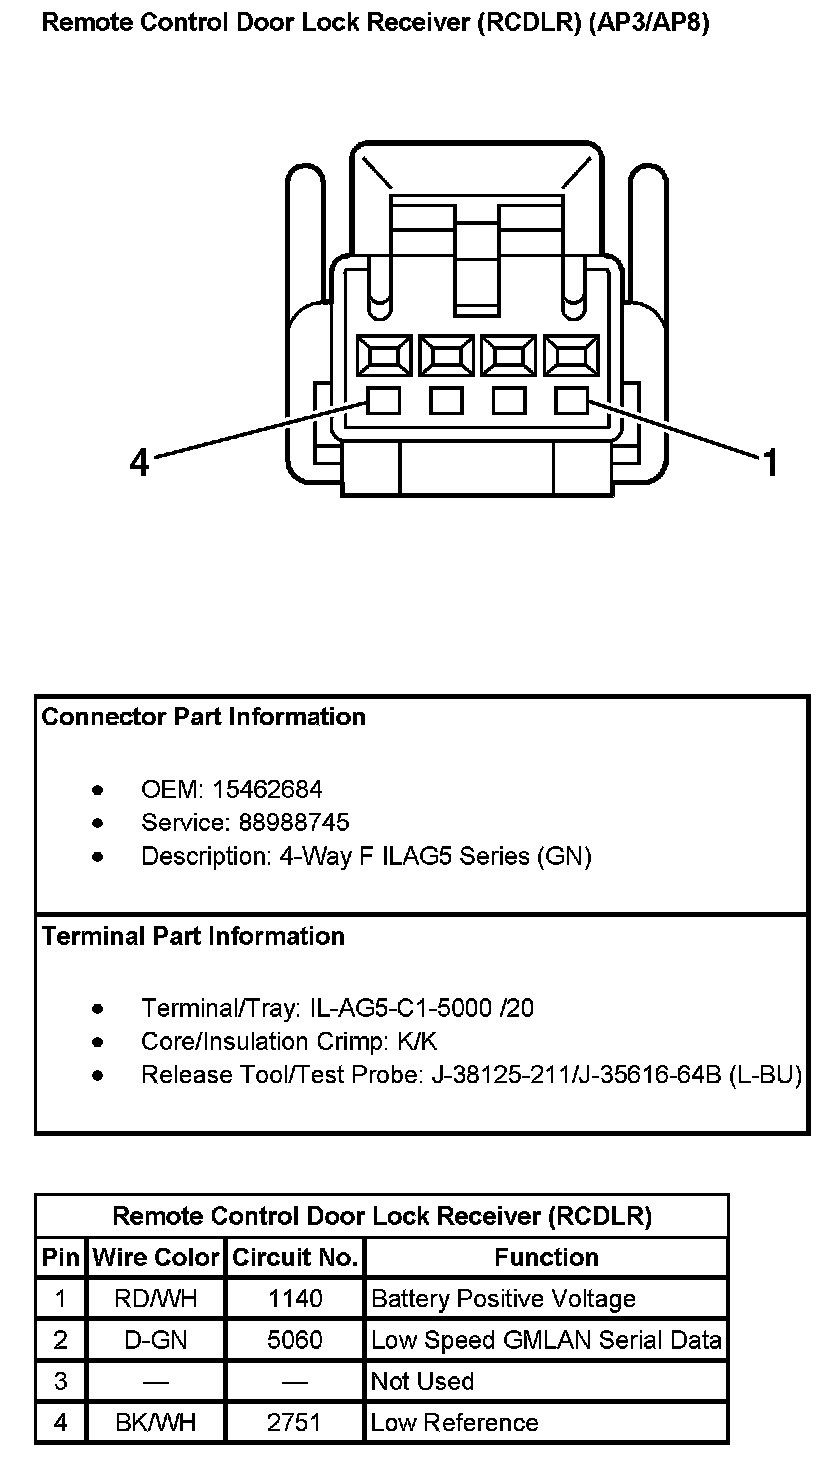 Remote Control Door Lock Receiver (RCDLR) (AP3/AP8)
4
1
Connector Part Information
● OEM: 15462684
● Service: 88988745
● Description: 4-Way F ILAG5 Series (GN)
Terminal Part Information
● Terminal/Tray: IL-AG5-C1-5000 /20
● Core/Insulation Crimp: K/K
● Release Tool/Test Probe: J-38125-211/J-35616-64B (L-BU)
Remote Control Door Lock Receiver (RCDLR)
Pin Wire Color Circuit No. Function
1 RD/WH 1140 Battery Positive Voltage
2 D-GN 5060 Low Speed GMLAN Serial Data
3 — — Not Used
4 BK/WH 2751 Low Reference